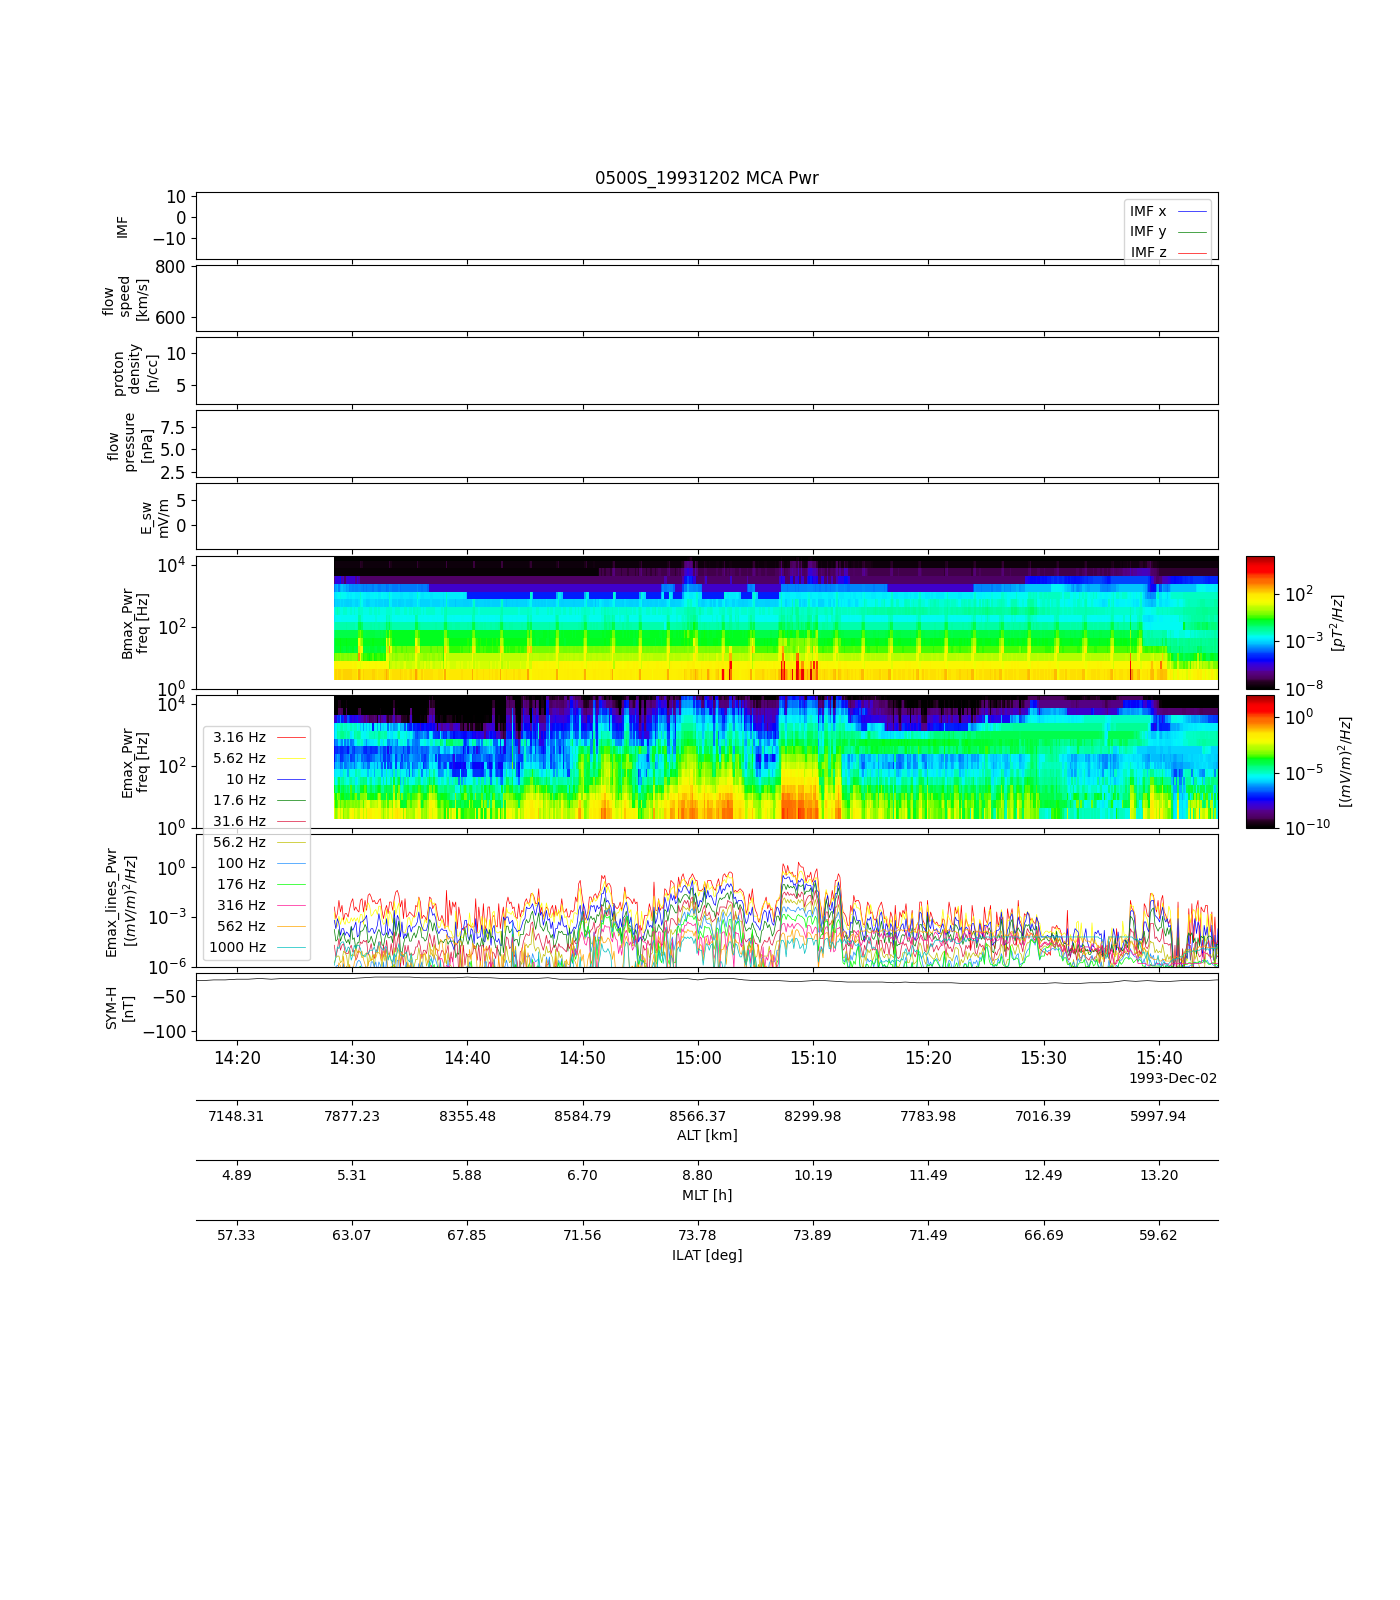 0500S_19931202 MCA Pwr
10
0
−10
IMF
IMF x
IMF y
IMF z
800
600
flow
speed
[km/s]
10
5
proton
density
[n/cc]
7.5
5.0
2.5
flow
pressure
[nPa]
5
0
E_sw
mV/m
10^4
10^2
10^0
Bmax_Pwr
freq [Hz]
10^2
10^−3
10^−8
[pT^2/Hz]
10^4
10^2
10^0
Emax_Pwr
freq [Hz]
10^0
10^−5
10^−10
[(mV/m)^2/Hz]
3.16 Hz
5.62 Hz
10 Hz
17.6 Hz
31.6 Hz
56.2 Hz
100 Hz
176 Hz
316 Hz
562 Hz
1000 Hz
10^0
10^−3
10^−6
Emax_lines_Pwr
[(mV/m)^2/Hz]
−50
−100
SYM-H
[nT]
14:20 14:30 14:40 14:50 15:00 15:10 15:20 15:30 15:40
1993-Dec-02
7148.31 7877.23 8355.48 8584.79 8566.37 8299.98 7783.98 7016.39 5997.94
ALT [km]
4.89 5.31 5.88 6.70 8.80 10.19 11.49 12.49 13.20
MLT [h]
57.33 63.07 67.85 71.56 73.78 73.89 71.49 66.69 59.62
ILAT [deg]